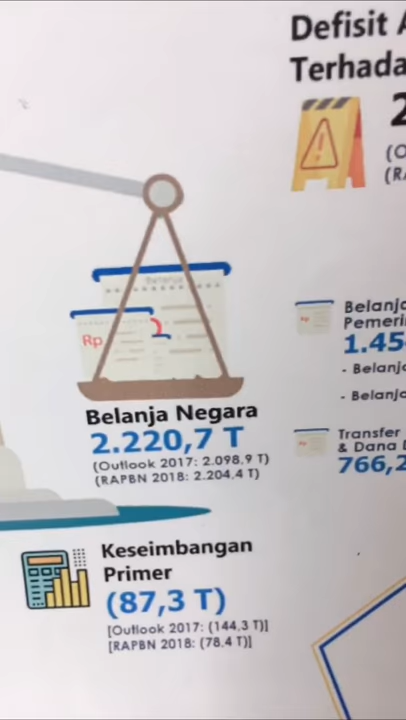 Defisit
Terhada
2
Belanja Negara
2.220,7 T
(Outlook 2017: 2.098,9 T)
(RAPBN 2018: 2.204,4 T)
Rp
Belanja
Pemeri
1.45
- Belanja
- Belanja
Transfer
& Dana
766,2
Keseimbangan
Primer
(87,3 T)
[Outlook 2017: (144,3 T)]
[RAPBN 2018: (78,4 T)]